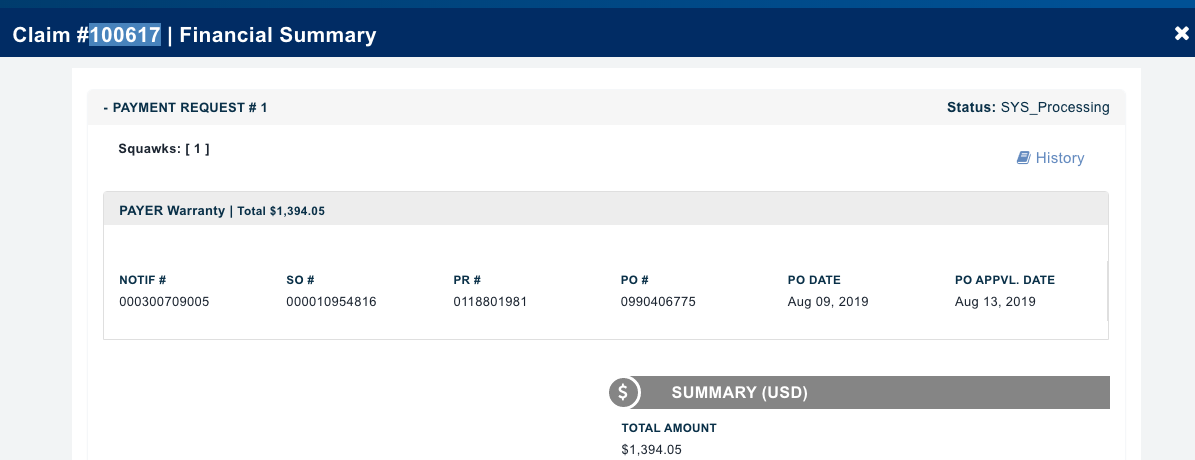 Claim #100617 | Financial Summary
- PAYMENT REQUEST # 1 Status: SYS_Processing
Squawks: [ 1 ]
History
PAYER Warranty | Total $1,394.05
NOTIF # SO # PR # PO # PO DATE PO APPVL. DATE
000300709005 000010954816 0118801981 0990406775 Aug 09, 2019 Aug 13, 2019
$ SUMMARY (USD)
TOTAL AMOUNT
$1,394.05